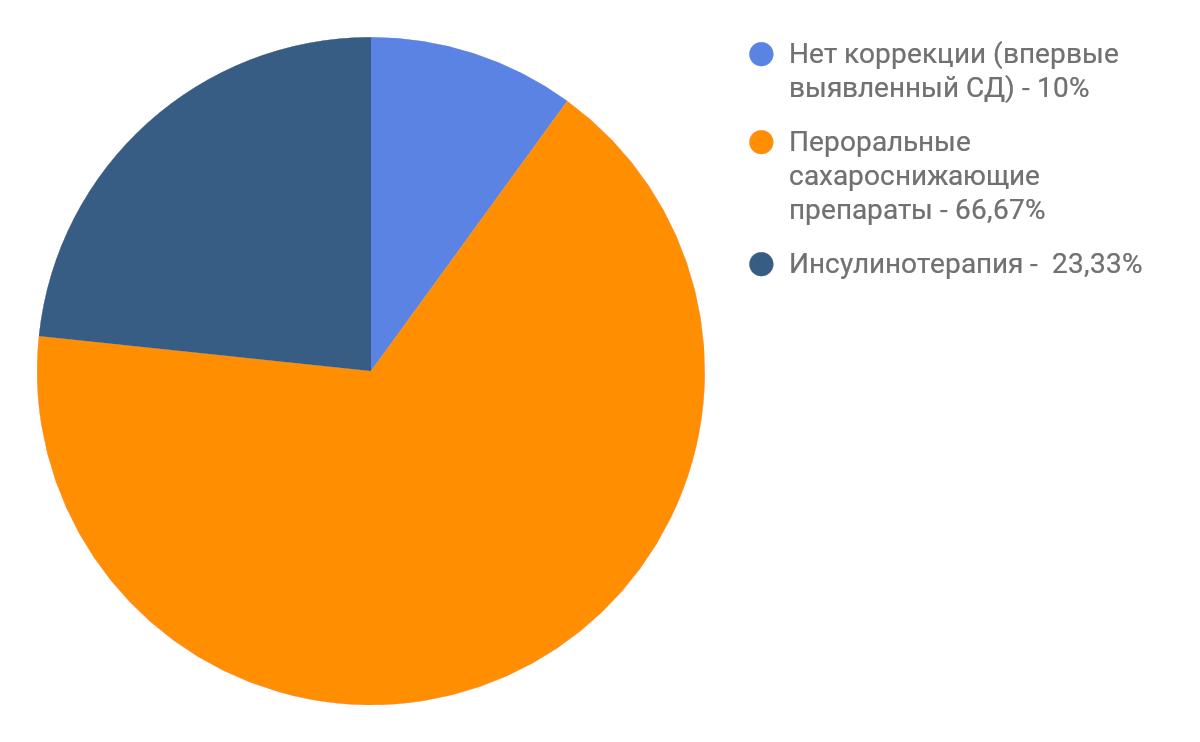 Нет коррекции (впервые
выявленный СД) - 10%
Пероральные
сахароснижающие
препараты - 66,67%
Инсулинотерапия -  23,33%